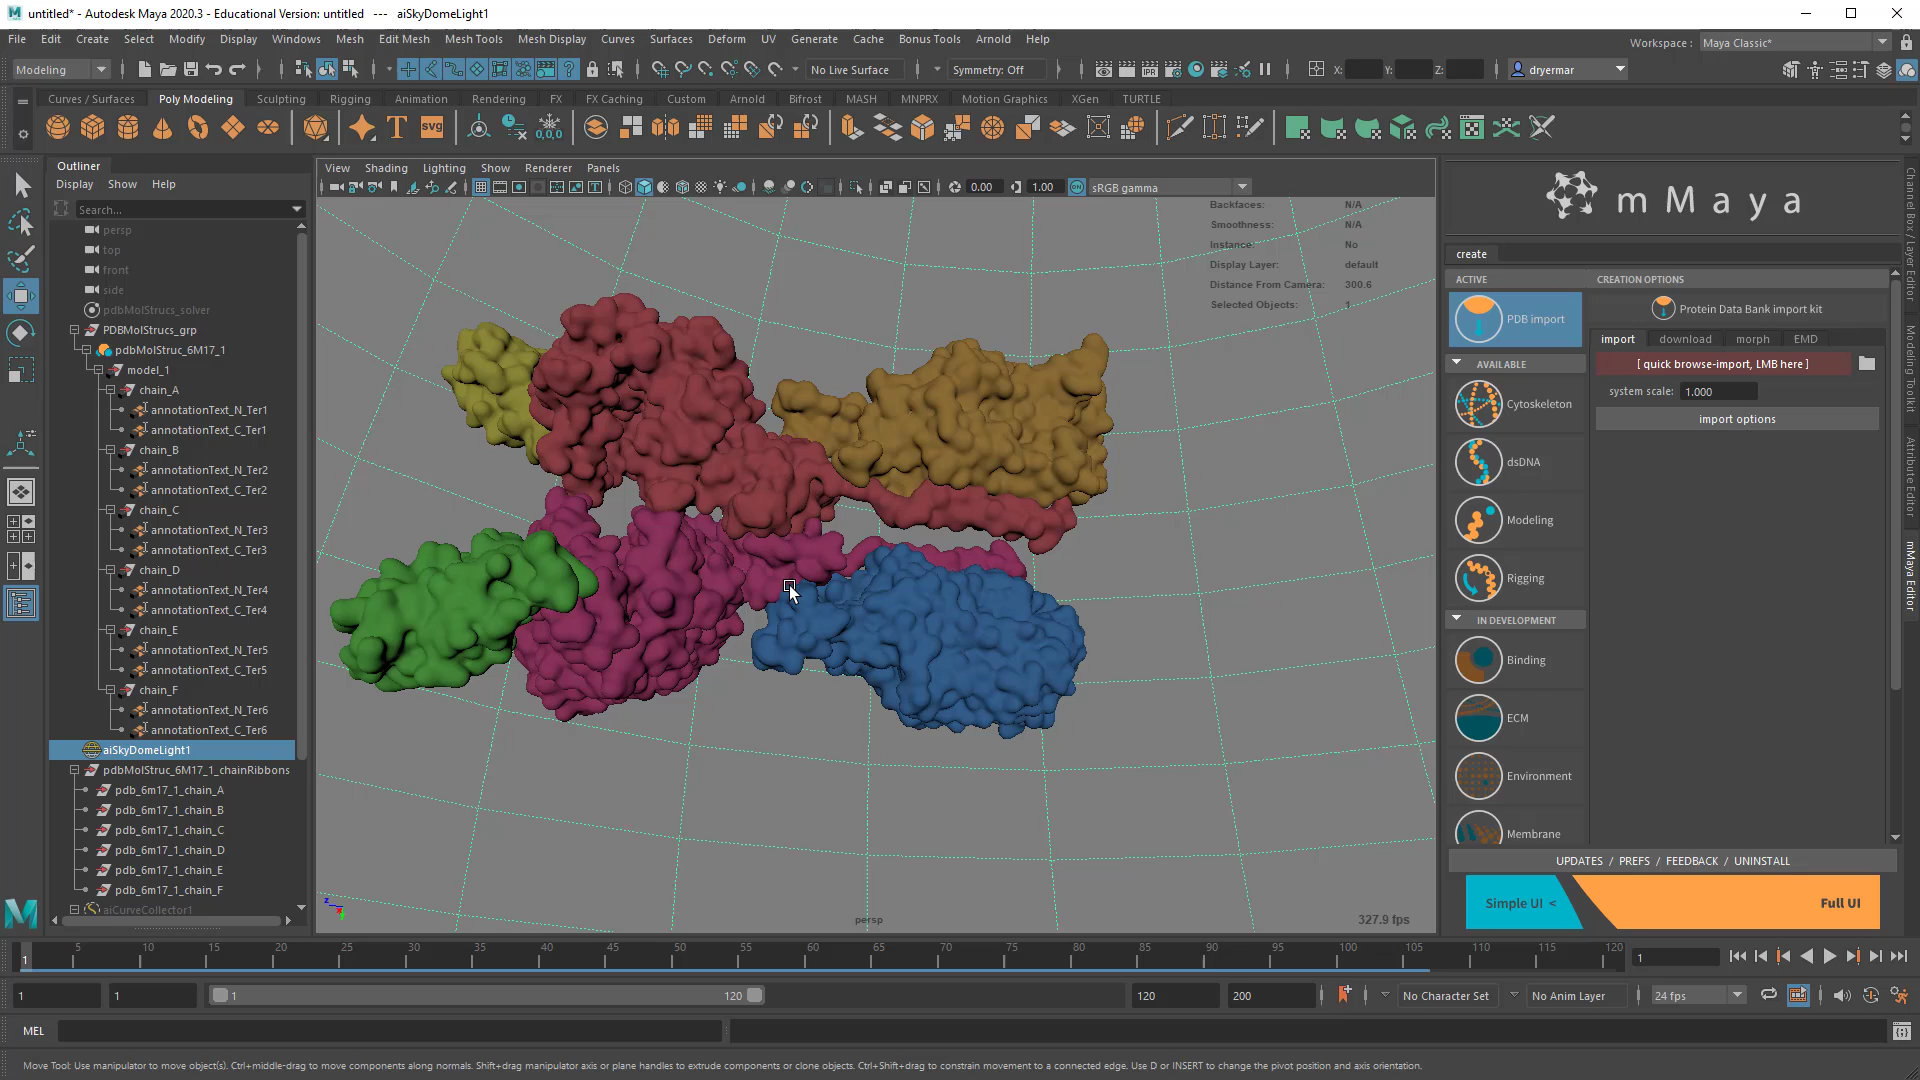 untitled* - Autodesk Maya 2020.3 - Educational Version: untitled --- aiSkyDomeLight1
File Edit Create Select Modify Display Windows Mesh Edit Mesh Mesh Tools Mesh Display Curves Surfaces Deform UV Generate Cache Bonus Tools Arnold Help
Workspace : Maya Classic*
Modeling No Live Surface Symmetry: Off X: Y: Z: dryermar
Curves / Surfaces Poly Modeling Sculpting Rigging Animation Rendering FX FX Caching Custom Arnold Bifrost MASH MNPRX Motion Graphics XGen TURTLE
Outliner
Display Show Help
Search...
persp
top
front
side
pdbMolStrucs_solver
PDBMolStrucs_grp
pdbMolStruc_6M17_1
model_1
chain_A
annotationText_N_Ter1
annotationText_C_Ter1
chain_B
annotationText_N_Ter2
annotationText_C_Ter2
chain_C
annotationText_N_Ter3
annotationText_C_Ter3
chain_D
annotationText_N_Ter4
annotationText_C_Ter4
chain_E
annotationText_N_Ter5
annotationText_C_Ter5
chain_F
annotationText_N_Ter6
annotationText_C_Ter6
aiSkyDomeLight1
pdbMolStruc_6M17_1_chainRibbons
pdb_6m17_1_chain_A
pdb_6m17_1_chain_B
pdb_6m17_1_chain_C
pdb_6m17_1_chain_D
pdb_6m17_1_chain_E
pdb_6m17_1_chain_F
aiCurveCollector1
View Shading Lighting Show Renderer Panels
0.00 1.00 ON sRGB gamma
Backfaces: N/A
Smoothness: N/A
Instance: No
Display Layer: default
Distance From Camera: 300.6
Selected Objects: 1
z
persp
327.9 fps
mMaya
create
ACTIVE
PDB import
AVAILABLE
Cytoskeleton
dsDNA
Modeling
Rigging
IN DEVELOPMENT
Binding
ECM
Environment
Membrane
CREATION OPTIONS
Protein Data Bank import kit
import download morph EMD
[ quick browse-import, LMB here ]
system scale: 1.000
import options
UPDATES / PREFS / FEEDBACK / UNINSTALL
Simple UI < Full UI
Channel Box / Layer Editor
Modeling Toolkit
Attribute Editor
mMaya Editor
1 5 10 15 20 25 30 35 40 45 50 55 60 65 70 75 80 85 90 95 100 105 110 115 120 1
1 1 1 120 120 200 No Character Set No Anim Layer 24 fps
MEL
Move Tool: Use manipulator to move object(s). Ctrl+middle-drag to move components along normals. Shift+drag manipulator axis or plane handles to extrude components or clone objects. Ctrl+Shift+drag to constrain movement to a connected edge. Use D or INSERT to change the pivot position and axis orientation.